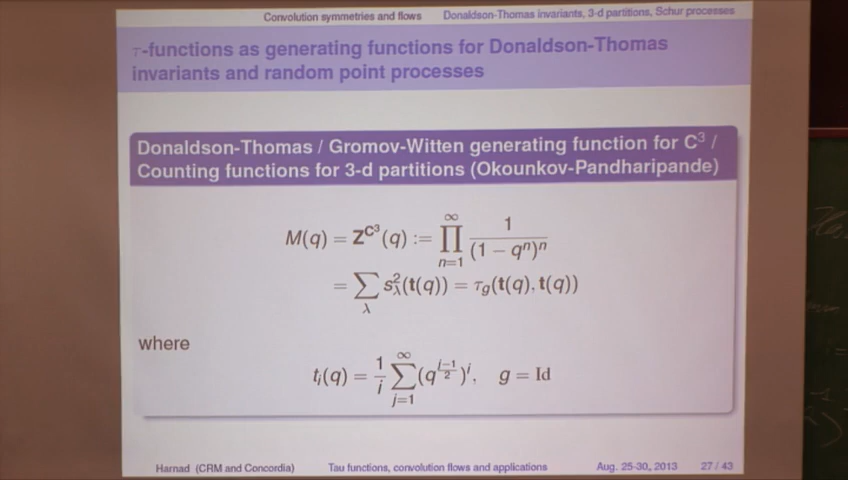 Convolution symmetries and flows Donaldson-Thomas invariants, 3-d partitions, Schur processes
τ-functions as generating functions for Donaldson-Thomas
invariants and random point processes
Donaldson-Thomas / Gromov-Witten generating function for C³ /
Counting functions for 3-d partitions (Okounkov-Pandharipande)
M(q) = Z^{C³}(q) := ∏_{n=1}^{∞} 1/(1 − qⁿ)ⁿ
= ∑_λ s²_λ(t(q)) = τ_g(t(q), t(q))
where
t_i(q) = 1/i ∑_{j=1}^{∞} (q^{(j−1)/2})^i, g = Id
Harnad (CRM and Concordia) Tau functions, convolution flows and applications Aug. 25-30, 2013 27 / 43